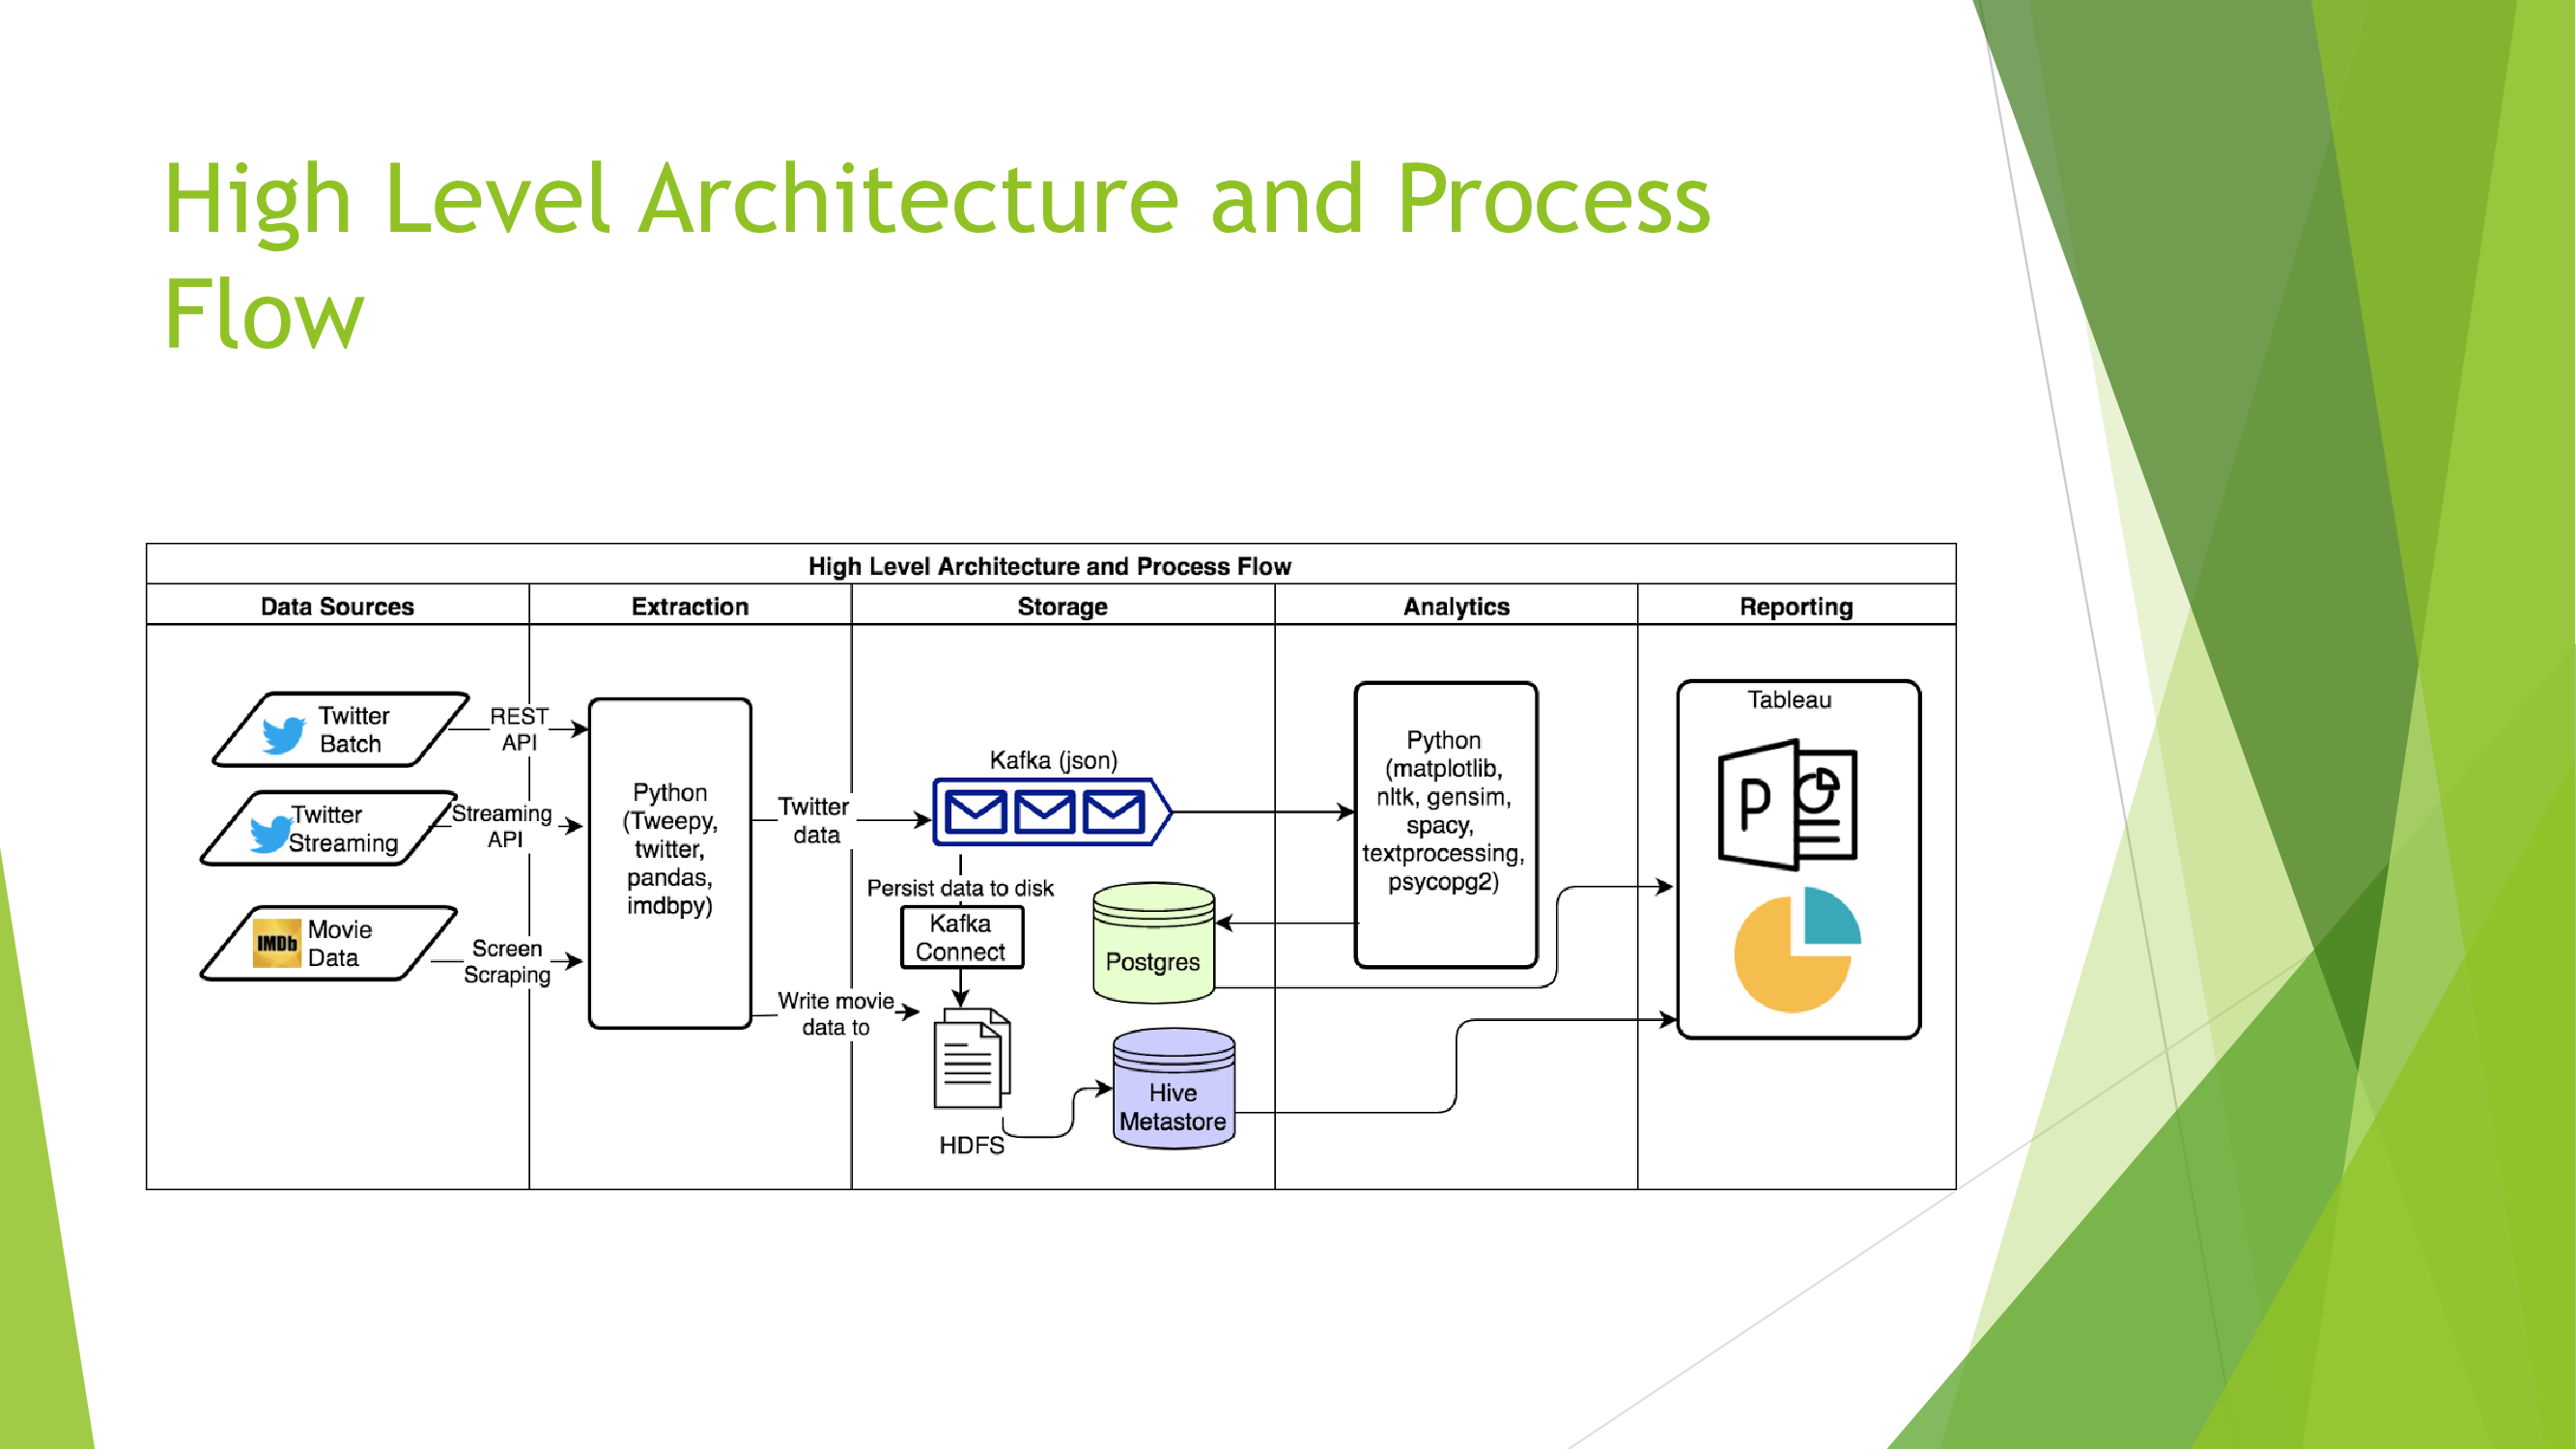 High Level Architecture and Process
Flow
High Level Architecture and Process Flow
Data Sources
Extraction
Storage
Analytics
Reporting
Twitter
Batch
REST
API
Twitter
Streaming
Streaming
API
IMDb
Movie
Data
Screen
Scraping
Python
(Tweepy,
twitter,
pandas,
imdbpy)
Twitter
data
Write movie
data to
Kafka (json)
Persist data to disk
Kafka
Connect
HDFS
Postgres
Hive
Metastore
Python
(matplotlib,
nltk, gensim,
spacy,
textprocessing,
psycopg2)
Tableau
P